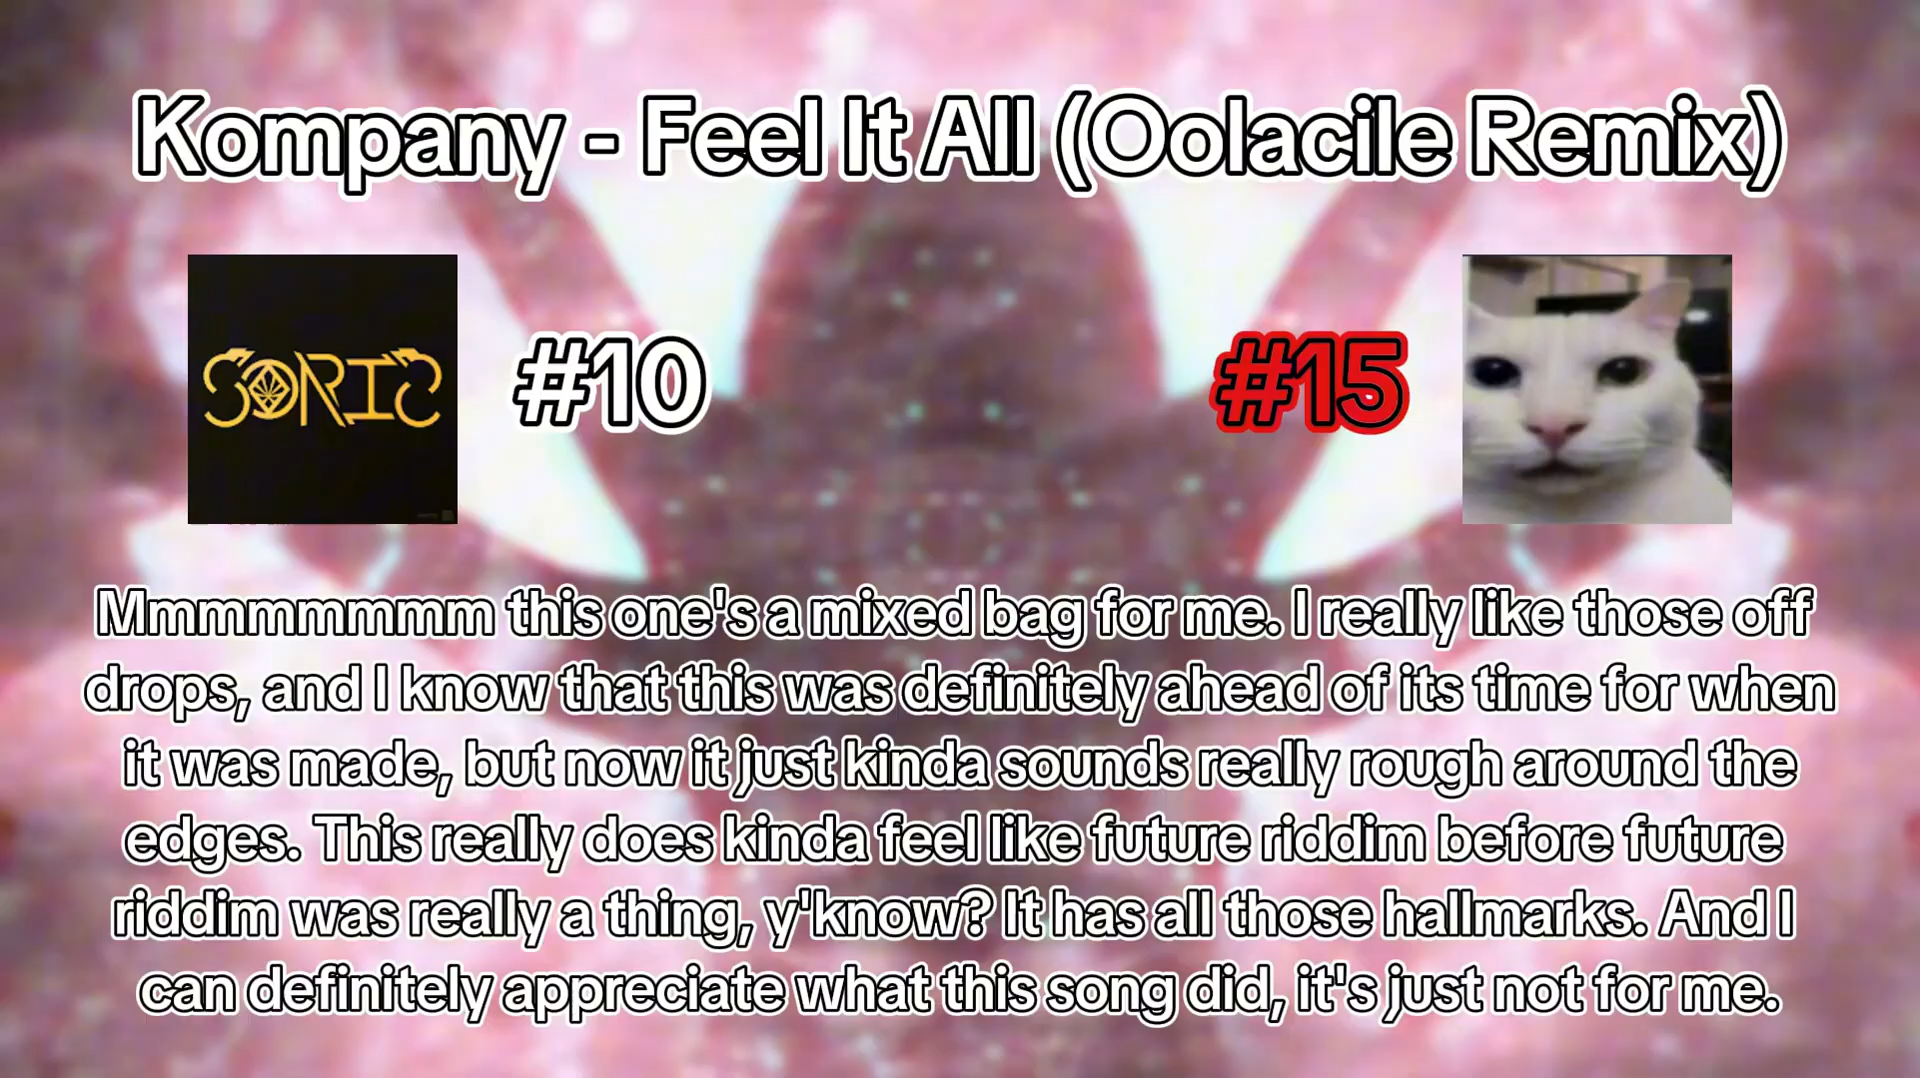 Kompany - Feel It All (Oolacile Remix)
SORIS
#10
#15
Mmmmmmmm this one's a mixed bag for me. I really like those off
drops, and I know that this was definitely ahead of its time for when
it was made, but now it just kinda sounds really rough around the
edges. This really does kinda feel like future riddim before future
riddim was really a thing, y'know? It has all those hallmarks. And I
can definitely appreciate what this song did, it's just not for me.